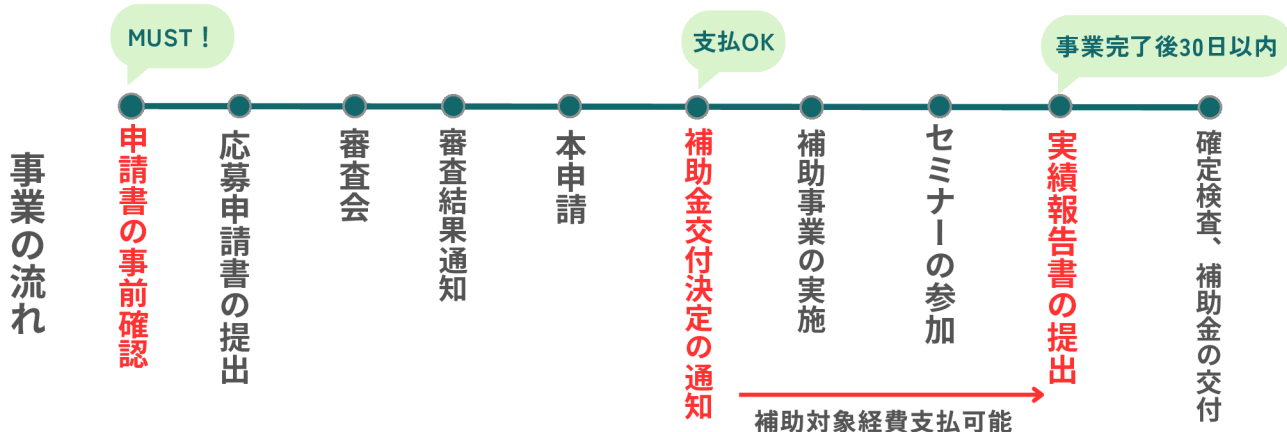 MUST！
支払OK
事業完了後30日以内
事業の流れ
申請書の事前確認
応募申請書の提出
審査会
審査結果通知
本申請
補助金交付決定の通知
補助事業の実施
セミナーの参加
実績報告書の提出
確定検査、補助金の交付
補助対象経費支払可能